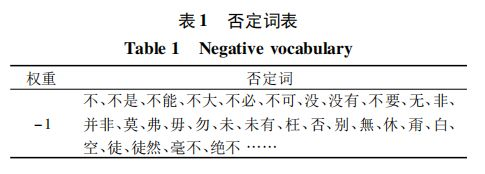 表 1 否定词表
Table 1 Negative vocabulary
权重 否定词
不、不是、不能、不大、不必、不可、没、没有、不要、无、非、
-1 并非、莫、弗、毋、勿、未、未有、枉、否、别、無、休、甭、白、
空、徒、徒然、毫不、绝不……